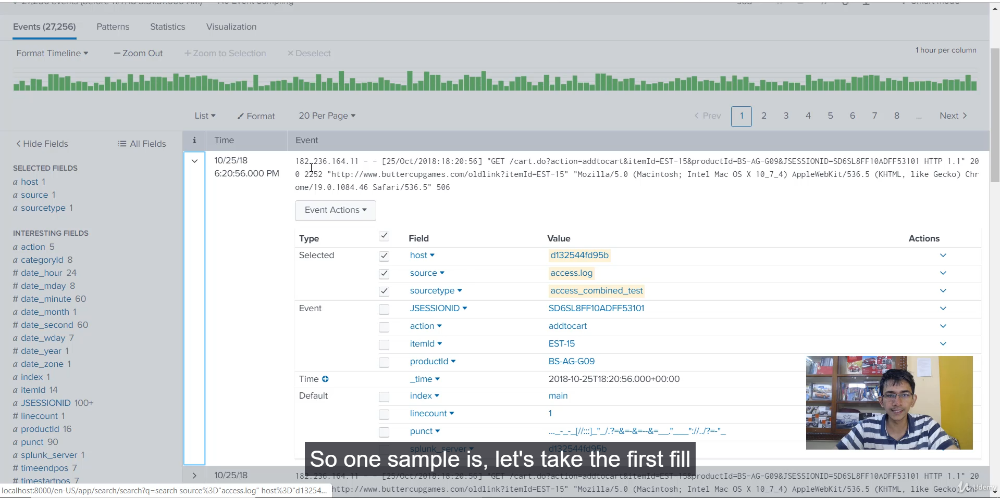 Events (27,256) Patterns Statistics Visualization
Format Timeline — Zoom Out + Zoom to Selection × Deselect
1 hour per column
List Format 20 Per Page < Prev 1 2 3 4 5 6 7 8 ... Next >
< Hide Fields All Fields
i Time Event
SELECTED FIELDS
a host 1
a source 1
a sourcetype 1
INTERESTING FIELDS
a action 5
a categoryId 8
# date_hour 24
# date_mday 8
# date_minute 60
a date_month 1
# date_second 60
a date_wday 7
# date_year 1
a date_zone 1
a index 1
a itemId 14
a JSESSIONID 100+
# linecount 1
a productId 16
a punct 90
a splunk_server 1
# timeendpos 7
# timestartpos 7
10/25/18
6:20:56.000 PM
182.236.164.11 - - [25/Oct/2018:18:20:56] "GET /cart.do?action=addtocart&itemId=EST-15&productId=BS-AG-G09&JSESSIONID=SD6SL8FF10ADFF53101 HTTP 1.1" 20
0 2252 "http://www.buttercupgames.com/oldlink?itemId=EST-15" "Mozilla/5.0 (Macintosh; Intel Mac OS X 10_7_4) AppleWebKit/536.5 (KHTML, like Gecko) Chr
ome/19.0.1084.46 Safari/536.5" 506
Event Actions
Type Field Value Actions
Selected host d132544fd95b
source access.log
sourcetype access_combined_test
Event JSESSIONID SD6SL8FF10ADFF53101
action addtocart
itemId EST-15
productId BS-AG-G09
Time _time 2018-10-25T18:20:56.000+00:00
Default index main
linecount 1
punct ..._-_-_[//:::]_"_/.?=&=-&=--&=__."___"://../?=-"_
splunk_server d132544fd95b
So one sample is, let's take the first fill
10/25/18
182.236.164.11 - - [25/Oct/2018:18:20:56] "GET /cart.do?action=addtocart&itemId=EST-15&productId=BS-AG-G09&JSESSIONID=SD6SL8FF10ADFF53101 HTTP 1.1" 20
localhost:8000/en-US/app/search/search?q=search source%3D"access.log" host%3D"d13254...
http://www.buttercupgames.com/oldlink?itemId=EST-15" "Mozilla/5.0 (Macintosh; Intel Mac OS X 10_7_4) AppleWebKit/536.5 (KHTML, like Gecko) Chr
Udemy